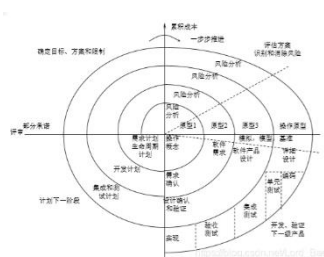 累积成本
一步步推进
确定目标、方案和限制
评估方案
识别和消除风险
风险分析
风险分析
风险分析
风险
分析
部分承诺
评审
原型1
原型2
原型3
操作原型
需求计划
生命周期
计划
操作
概念
软件
需求
模拟、模型、基准
软件产品
设计
详细
设计
开发计划
需求
确认
编码
单元
测试
集成和测
试计划
计划下一阶段
设计确认
和验证
集成
测试
验收
测试
实现
开发、验证
下一级产品